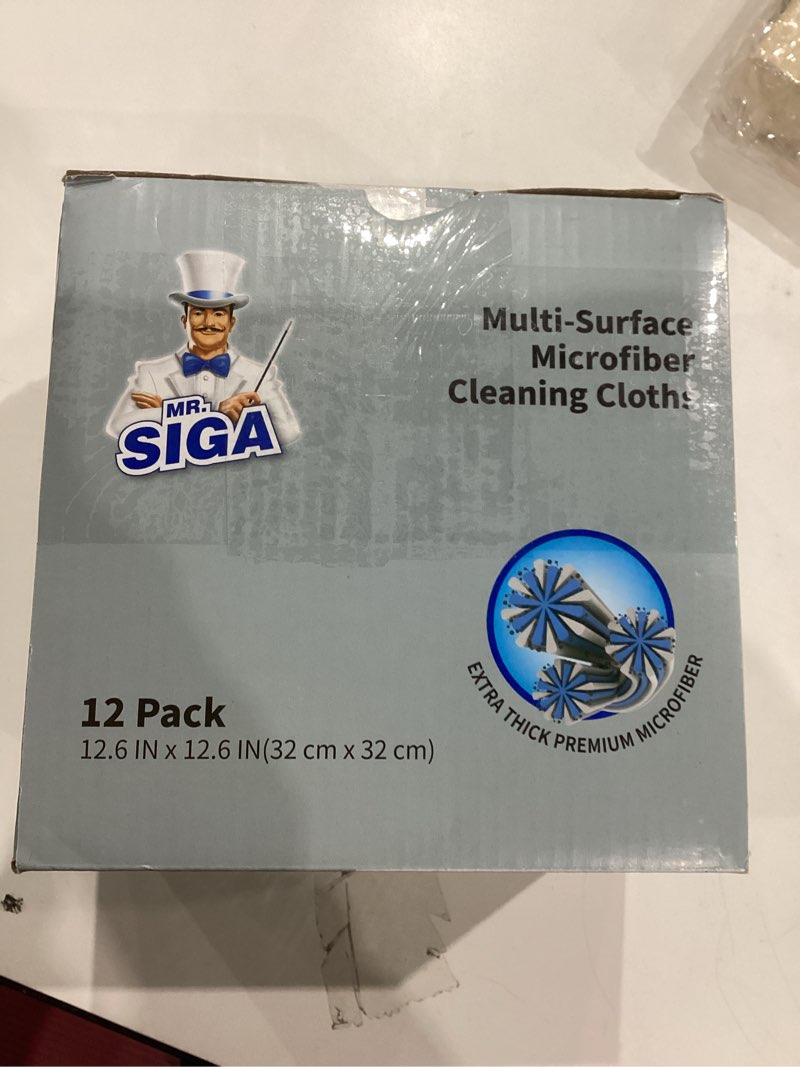 MR.
SIGA
Multi-Surface
Microfiber
Cleaning Cloths
EXTRA THICK PREMIUM MICROFIBER
12 Pack
12.6 IN x 12.6 IN(32 cm x 32 cm)